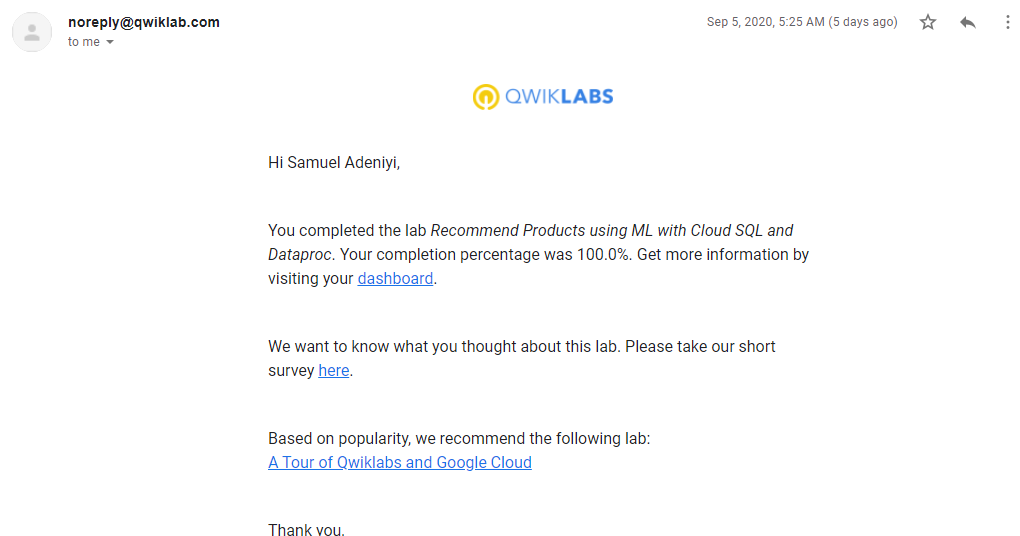 noreply@qwiklab.com
Sep 5, 2020, 5:25 AM (5 days ago)
to me
QWIKLABS
Hi Samuel Adeniyi,
You completed the lab Recommend Products using ML with Cloud SQL and
Dataproc. Your completion percentage was 100.0%. Get more information by
visiting your dashboard.
We want to know what you thought about this lab. Please take our short
survey here.
Based on popularity, we recommend the following lab:
A Tour of Qwiklabs and Google Cloud
Thank you.